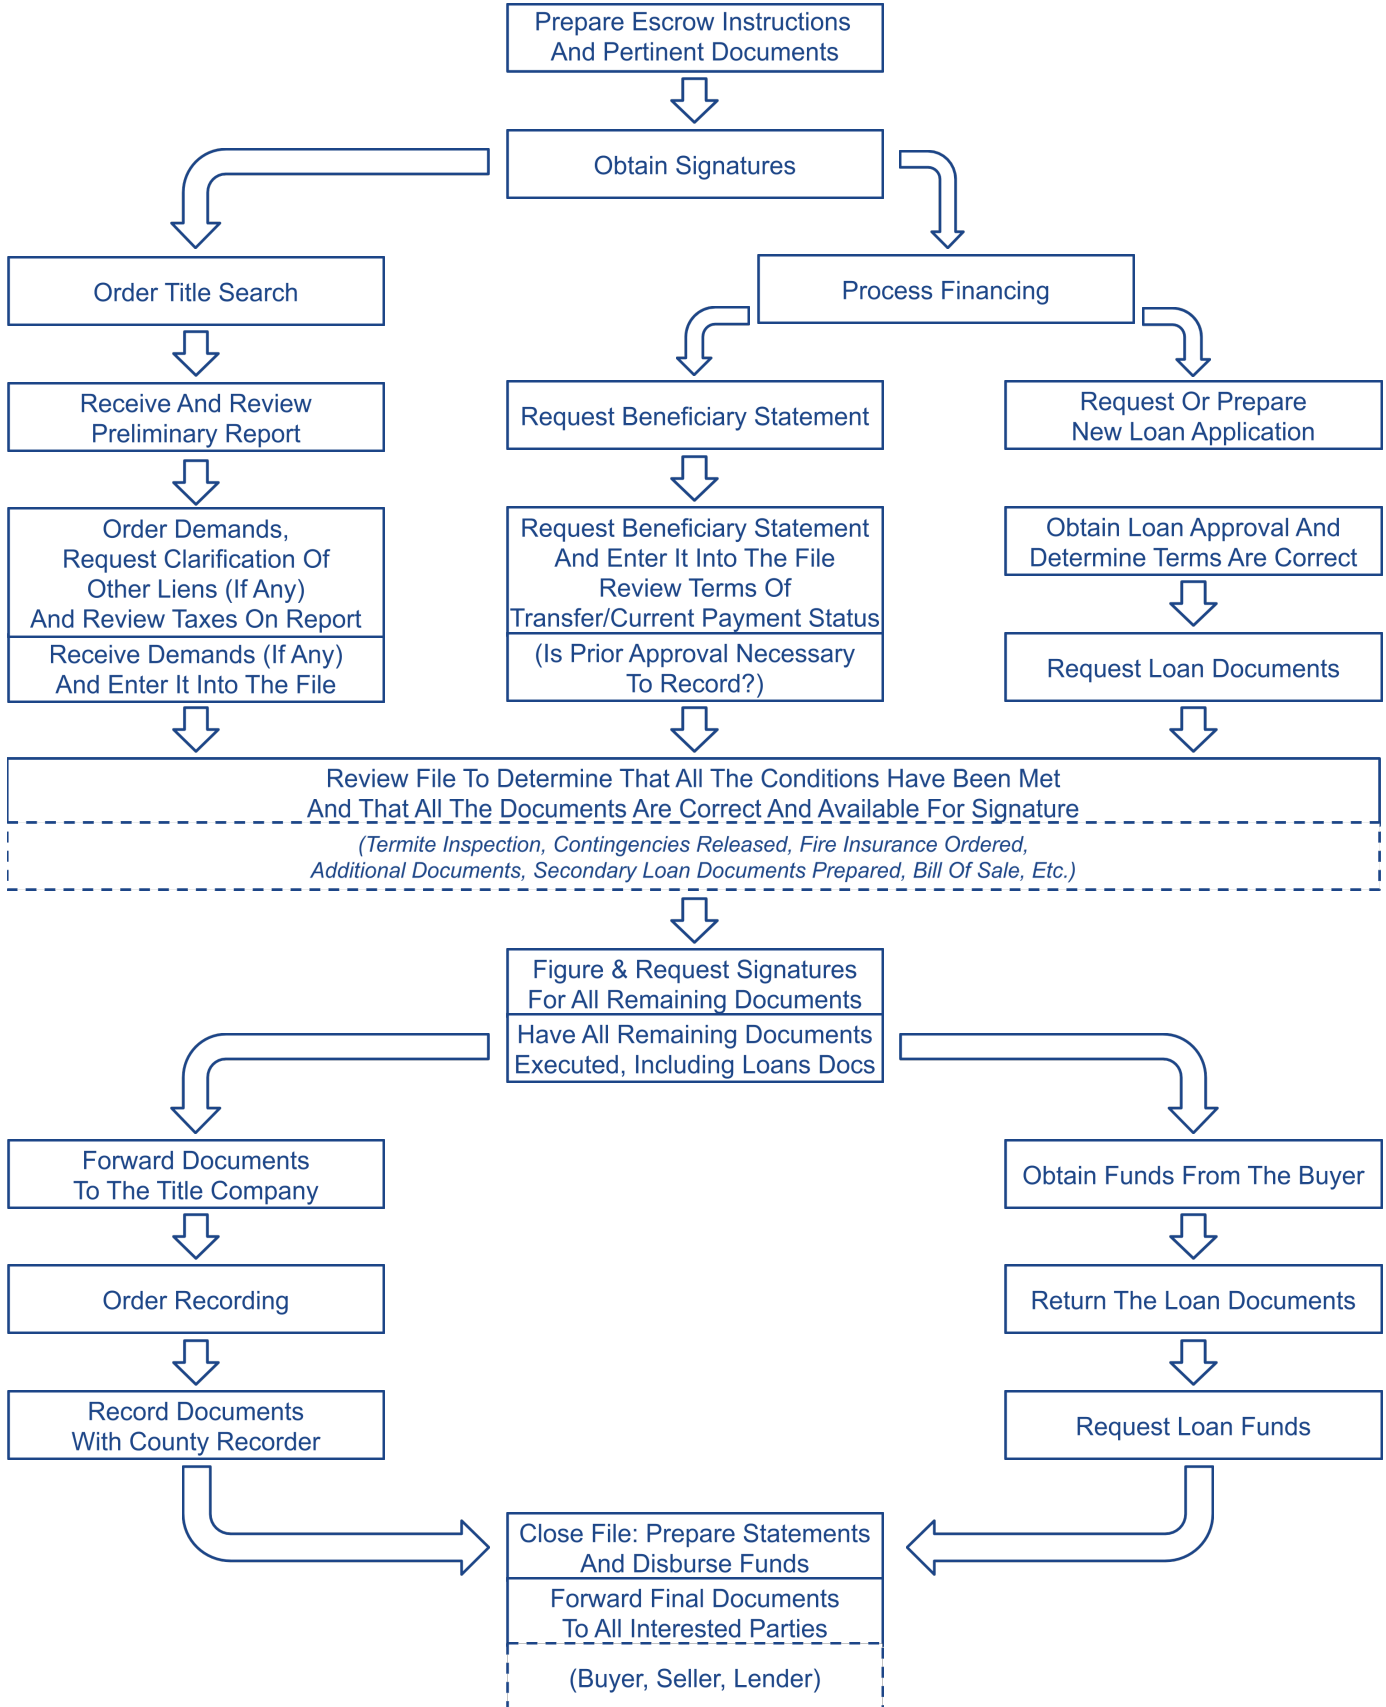 Prepare Escrow Instructions
And Pertinent Documents
Obtain Signatures
Order Title Search
Process Financing
Receive And Review
Preliminary Report
Request Beneficiary Statement
Request Or Prepare
New Loan Application
Order Demands,
Request Clarification Of
Other Liens (If Any)
And Review Taxes On Report
Receive Demands (If Any)
And Enter It Into The File
Request Beneficiary Statement
And Enter It Into The File
Review Terms Of
Transfer/Current Payment Status
(Is Prior Approval Necessary
To Record?)
Obtain Loan Approval And
Determine Terms Are Correct
Request Loan Documents
Review File To Determine That All The Conditions Have Been Met
And That All The Documents Are Correct And Available For Signature
(Termite Inspection, Contingencies Released, Fire Insurance Ordered,
Additional Documents, Secondary Loan Documents Prepared, Bill Of Sale, Etc.)
Figure & Request Signatures
For All Remaining Documents
Have All Remaining Documents
Executed, Including Loans Docs
Forward Documents
To The Title Company
Obtain Funds From The Buyer
Order Recording
Return The Loan Documents
Record Documents
With County Recorder
Request Loan Funds
Close File: Prepare Statements
And Disburse Funds
Forward Final Documents
To All Interested Parties
(Buyer, Seller, Lender)